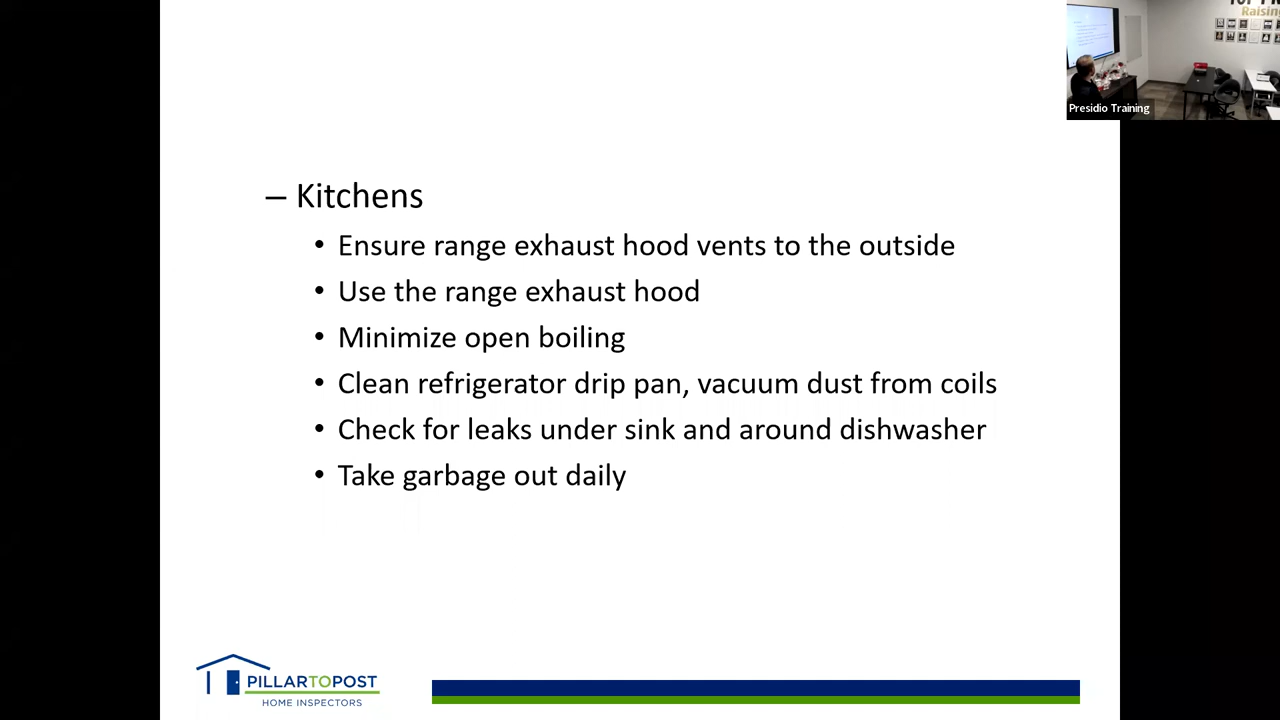 Raising
Presidio Training
– Kitchens
• Ensure range exhaust hood vents to the outside
• Use the range exhaust hood
• Minimize open boiling
• Clean refrigerator drip pan, vacuum dust from coils
• Check for leaks under sink and around dishwasher
• Take garbage out daily
PILLARTOPOST
HOME INSPECTORS